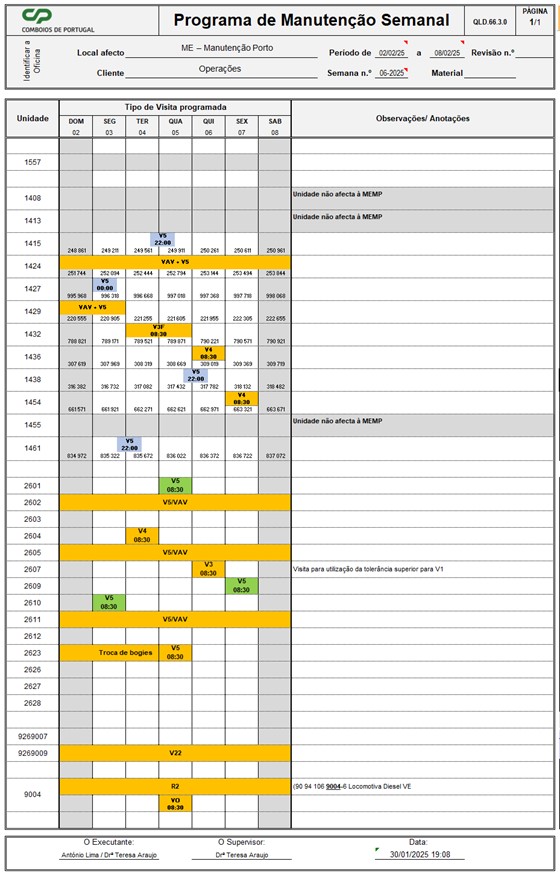 CP
COMBOIOS DE PORTUGAL
Programa de Manutenção Semanal
QLD.66.3.0
PÁGINA
1/1
Identificar a Oficina
Local afecto ME – Manutenção Porto Periodo de 02/02/25 a 08/02/25 Revisão n.º
Cliente Operações Semana n.º 06-2025 Material
Unidade Tipo de Visita programada Observações/ Anotações
DOM SEG TER QUA QUI SEX SAB
02 03 04 05 06 07 08
1557
1408 Unidade não afecta à MEMP
1413 Unidade não afecta à MEMP
1415 V5
22:00
248 861 249 211 249 561 249 911 250 261 250 611 250 961
1424 VAV + V5
251 744 252 094 252 444 252 794 253 144 253 494 253 844
1427 V5
00:00
995 968 996 318 996 668 997 018 997 368 997 718 998 068
1429 VAV + V5
220 555 220 905 221 255 221 605 221 955 222 305 222 655
1432 V3F
08:30
788 821 789 171 789 521 789 871 790 221 790 571 790 921
1436 V4
08:30
307 619 307 969 308 319 308 669 309 019 309 369 309 719
1438 V5
22:00
316 382 316 732 317 082 317 432 317 782 318 132 318 482
1454 V4
08:30
661 571 661 921 662 271 662 621 662 971 663 321 663 671
1455 Unidade não afecta à MEMP
1461 V5
22:00
834 972 835 322 835 672 836 022 836 372 836 722 837 072
2601 V5
08:30
2602 V5/VAV
2603
2604 V4
08:30
2605 V5/VAV
2607 V3
08:30 Visita para utilização da tolerância superior para V1
2609 V5
08:30
2610 V5
08:30
2611 V5/VAV
2612
2623 Troca de bogies V5
08:30
2626
2627
2628
9269007
9269009 V22
9004 R2 (90 94 106 9004-6 Locomotiva Diesel VE
VO
08:30
O Executante: O Supervisor: Data:
António Lima / Drª Teresa Araujo Drª Teresa Araujo 30/01/2025 19:08